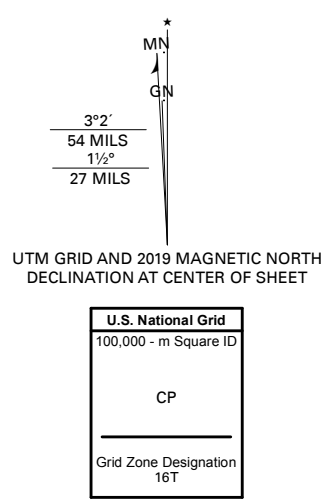 ★
MN
GN
3°2´
54 MILS
1½°
27 MILS
UTM GRID AND 2019 MAGNETIC NORTH
DECLINATION AT CENTER OF SHEET
U.S. National Grid
100,000 - m Square ID
CP
Grid Zone Designation
16T